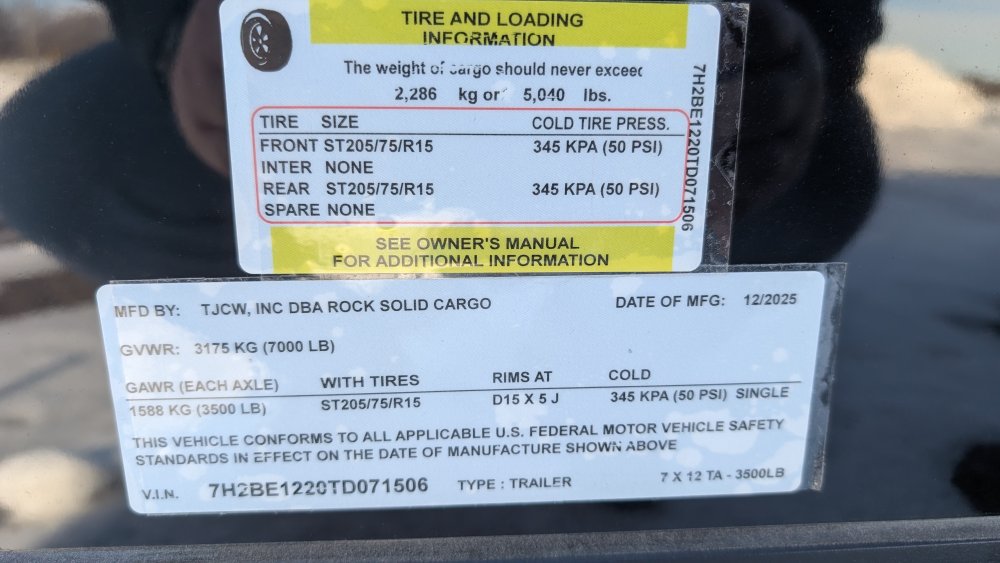 TIRE AND LOADING
INFORMATION
The weight of cargo should never exceed
2,286 kg or 5,040 lbs.
TIRE SIZE COLD TIRE PRESS.
FRONT ST205/75/R15 345 KPA (50 PSI)
INTER NONE
REAR ST205/75/R15 345 KPA (50 PSI)
SPARE NONE
SEE OWNER'S MANUAL
FOR ADDITIONAL INFORMATION
7H2BE1220TD071506
MFD BY: TJCW, INC DBA ROCK SOLID CARGO DATE OF MFG: 12/2025
GVWR: 3175 KG (7000 LB)
GAWR (EACH AXLE) WITH TIRES RIMS AT COLD
1588 KG (3500 LB) ST205/75/R15 D15 X 5 J 345 KPA (50 PSI) SINGLE
THIS VEHICLE CONFORMS TO ALL APPLICABLE U.S. FEDERAL MOTOR VEHICLE SAFETY
STANDARDS IN EFFECT ON THE DATE OF MANUFACTURE SHOWN ABOVE
V.I.N. 7H2BE1220TD071506 TYPE : TRAILER 7 X 12 TA - 3500LB